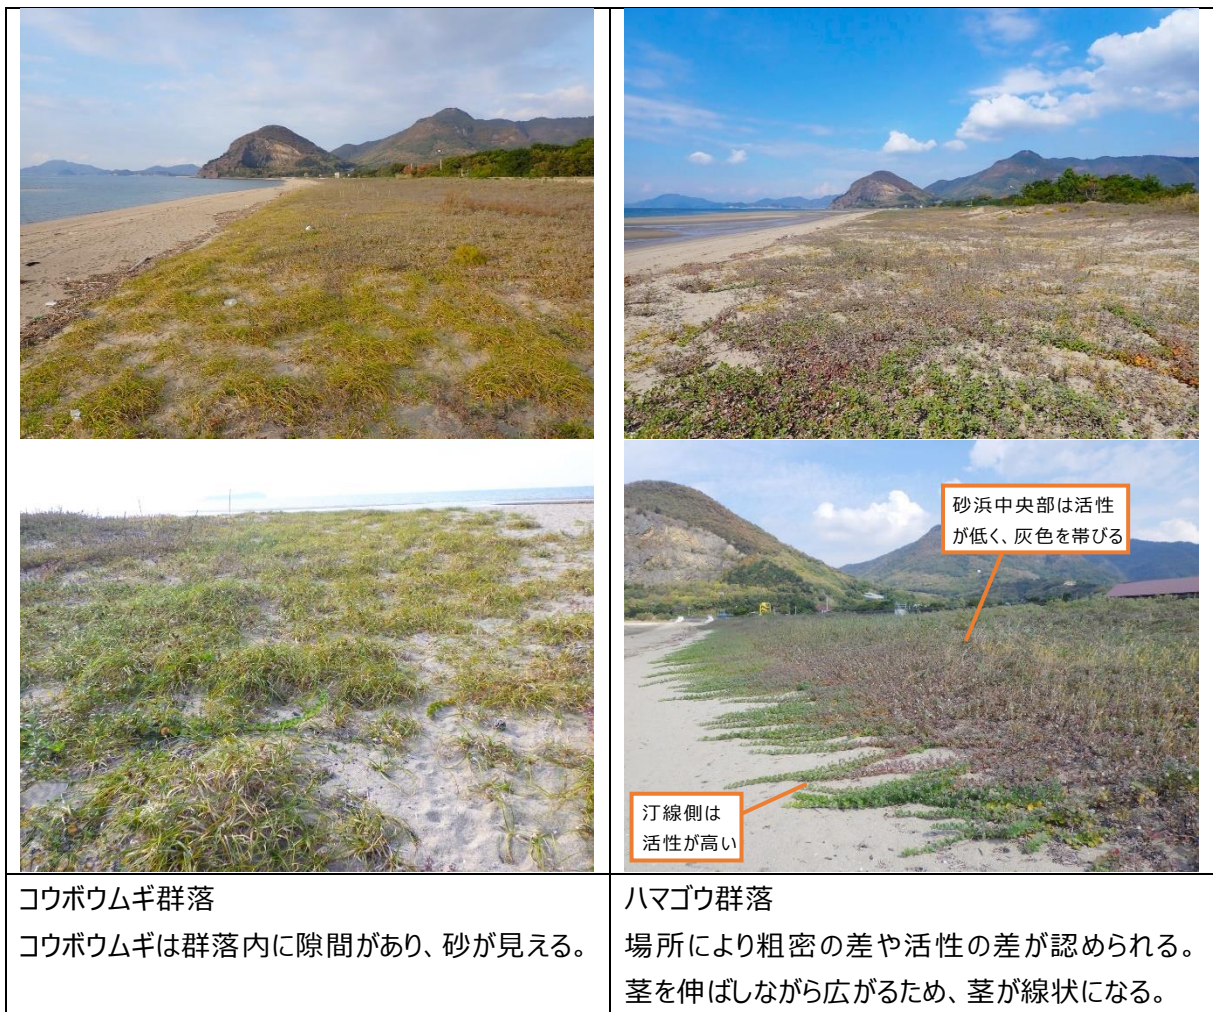 砂浜中央部は活性
が低く、灰色を帯びる
汀線側は
活性が高い
コウボウムギ群落
コウボウムギは群落内に隙間があり、砂が見える。
ハマゴウ群落
場所により粗密の差や活性の差が認められる。
茎を伸ばしながら広がるため、茎が線状になる。